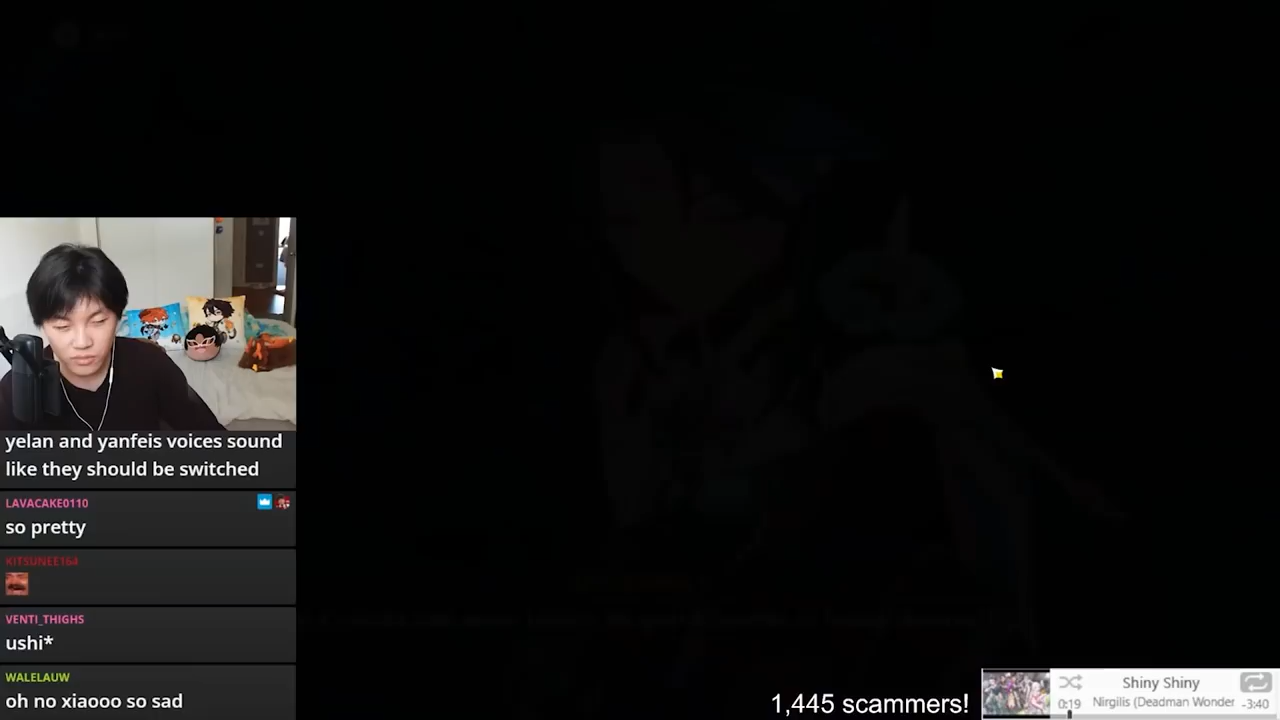 yelan and yanfeis voices sound
like they should be switched
LAVACAKE0110
so pretty
KITSUNEE164
VENTI_THIGHS
ushi*
WALELAUW
oh no xiaooo so sad
1,445 scammers!
Shiny Shiny
Nirgilis (Deadman Wonder
0:19
-3:40